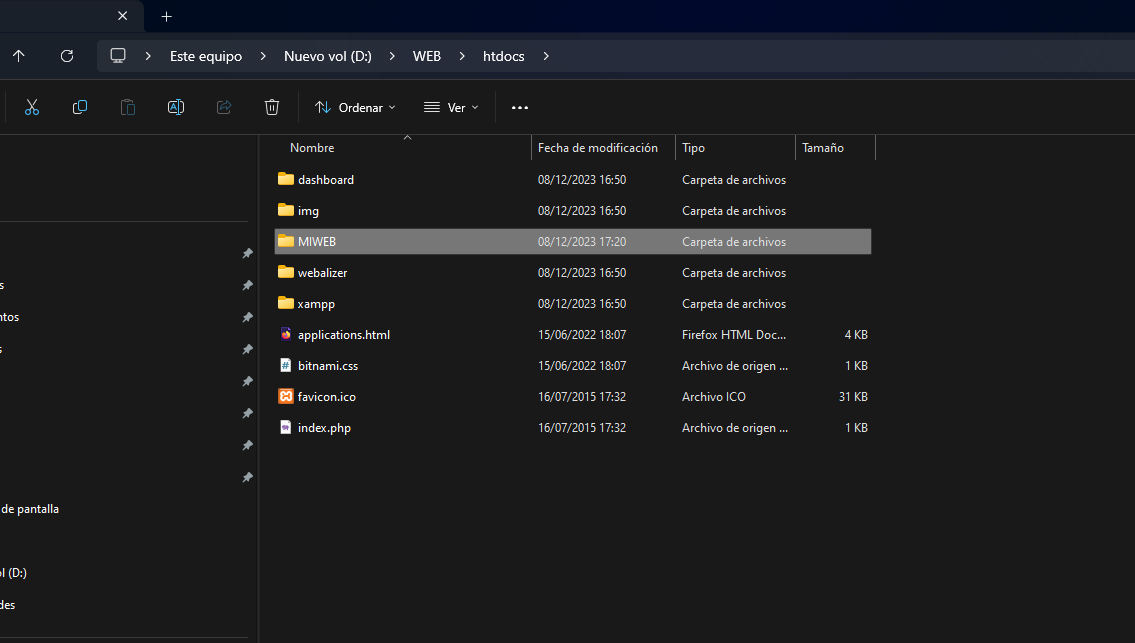 Este equipo > Nuevo vol (D:) > WEB > htdocs >
Ordenar Ver ...
Nombre Fecha de modificación Tipo Tamaño
dashboard 08/12/2023 16:50 Carpeta de archivos
img 08/12/2023 16:50 Carpeta de archivos
MIWEB 08/12/2023 17:20 Carpeta de archivos
webalizer 08/12/2023 16:50 Carpeta de archivos
xampp 08/12/2023 16:50 Carpeta de archivos
applications.html 15/06/2022 18:07 Firefox HTML Doc... 4 KB
bitnami.css 15/06/2022 18:07 Archivo de origen ... 1 KB
favicon.ico 16/07/2015 17:32 Archivo ICO 31 KB
index.php 16/07/2015 17:32 Archivo de origen ... 1 KB
s
ntos
s
de pantalla
ol (D:)
des